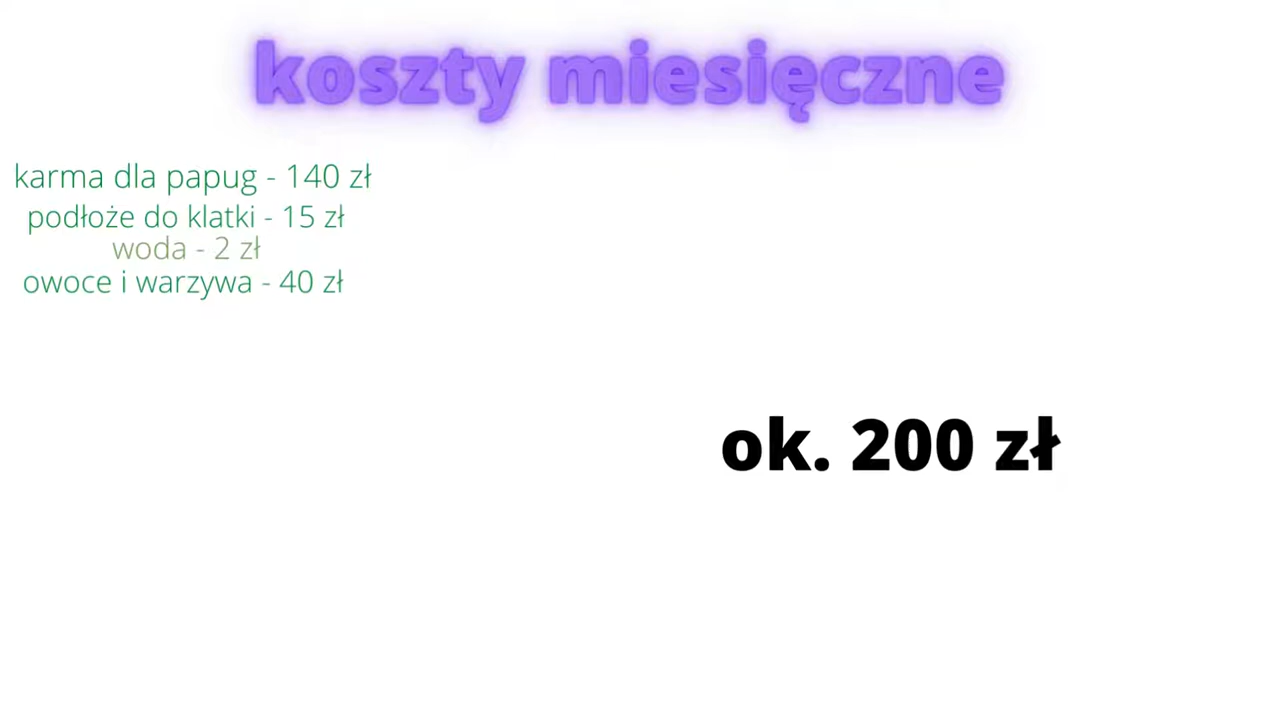 koszty miesięczne
karma dla papug - 140 zł
podłoże do klatki - 15 zł
woda - 2 zł
owoce i warzywa - 40 zł
ok. 200 zł